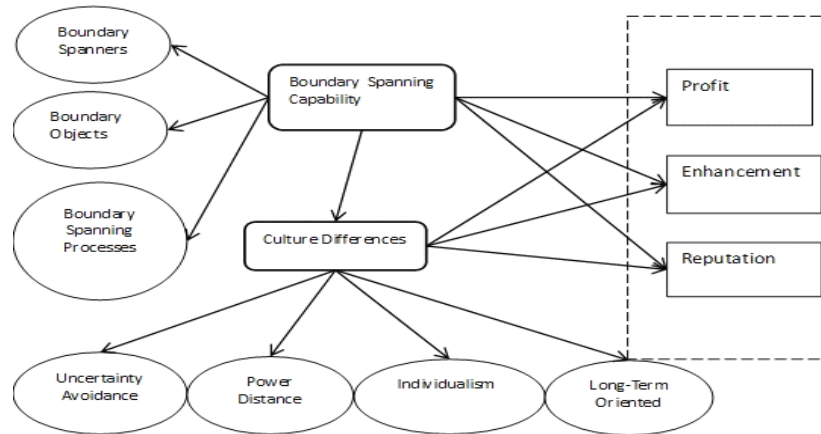 Boundary
Spanners
Boundary Spanning
Capability
Profit
Boundary
Objects
Enhancement
Boundary
Spanning
Processes
Culture Differences
Reputation
Uncertainty
Avoidance
Power
Distance
Individualism
Long-Term
Oriented